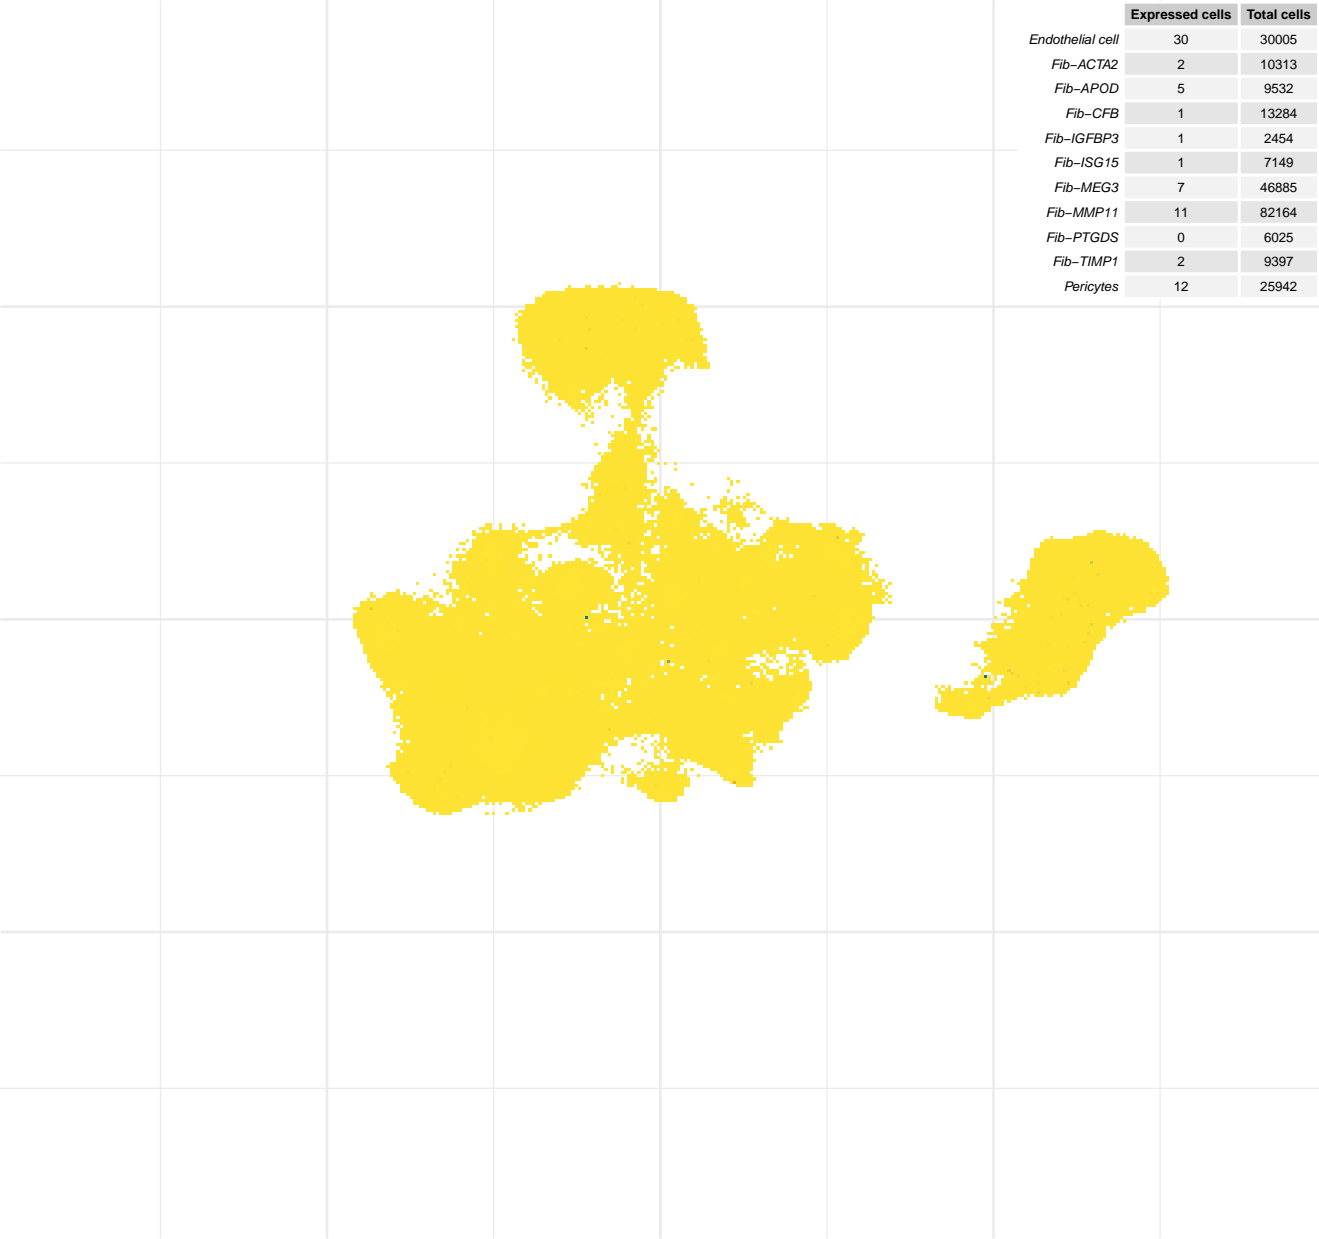 Expressed cells Total cells
Endothelial cell 30 30005
Fib−ACTA2 2 10313
Fib−APOD 5 9532
Fib−CFB 1 13284
Fib−IGFBP3 1 2454
Fib−ISG15 1 7149
Fib−MEG3 7 46885
Fib−MMP11 11 82164
Fib−PTGDS 0 6025
Fib−TIMP1 2 9397
Pericytes 12 25942